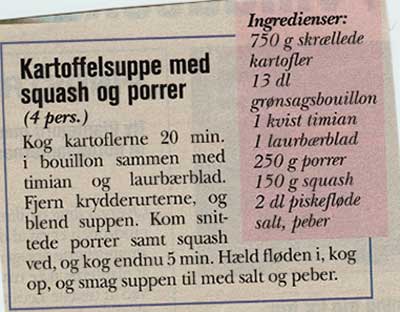 Kartoffelsuppe med
squash og porrer
(4 pers.)
Kog kartoflerne 20 min.
i bouillon sammen med
timian og laurbærblad.
Fjern krydderurterne, og
blend suppen. Kom snit-
tede porrer samt squash
ved, og kog endnu 5 min. Hæld fløden i, kog
op, og smag suppen til med salt og peber.
Ingredienser:
750 g skrællede
kartofler
13 dl
grønsagsbouillon
1 kvist timian
1 laurbærblad
250 g porrer
150 g squash
2 dl piskefløde
salt, peber